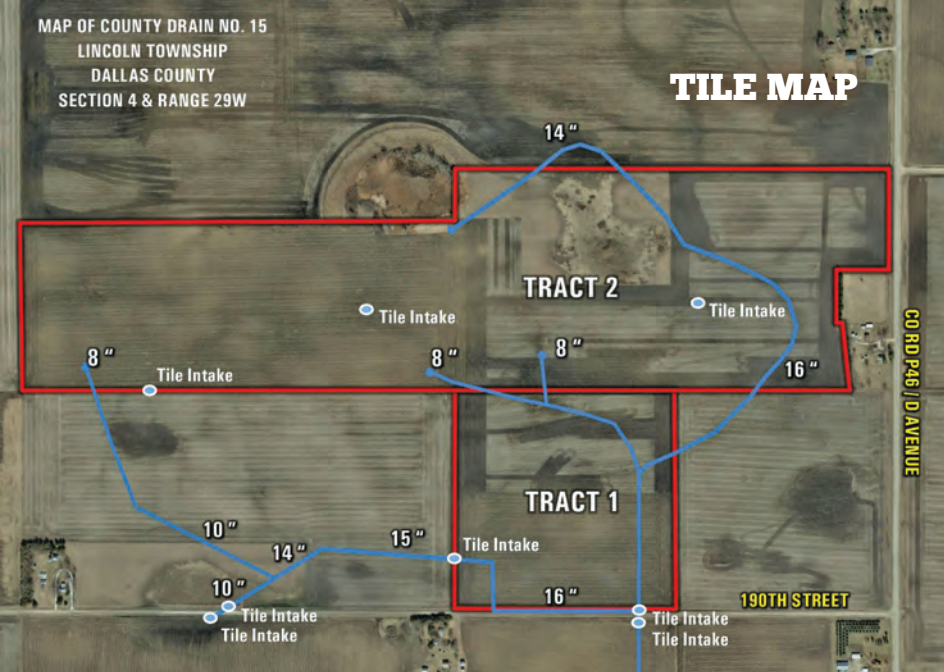 MAP OF COUNTY DRAIN NO. 15
LINCOLN TOWNSHIP
DALLAS COUNTY
SECTION 4 & RANGE 29W
TILE MAP
14 "
TRACT 2
Tile Intake
Tile Intake
8 "
8 "
8 "
16 "
Tile Intake
CO RD P46 / D AVENUE
TRACT 1
10 "
14 "
15 "
Tile Intake
10 "
16 "
190TH STREET
Tile Intake
Tile Intake
Tile Intake
Tile Intake